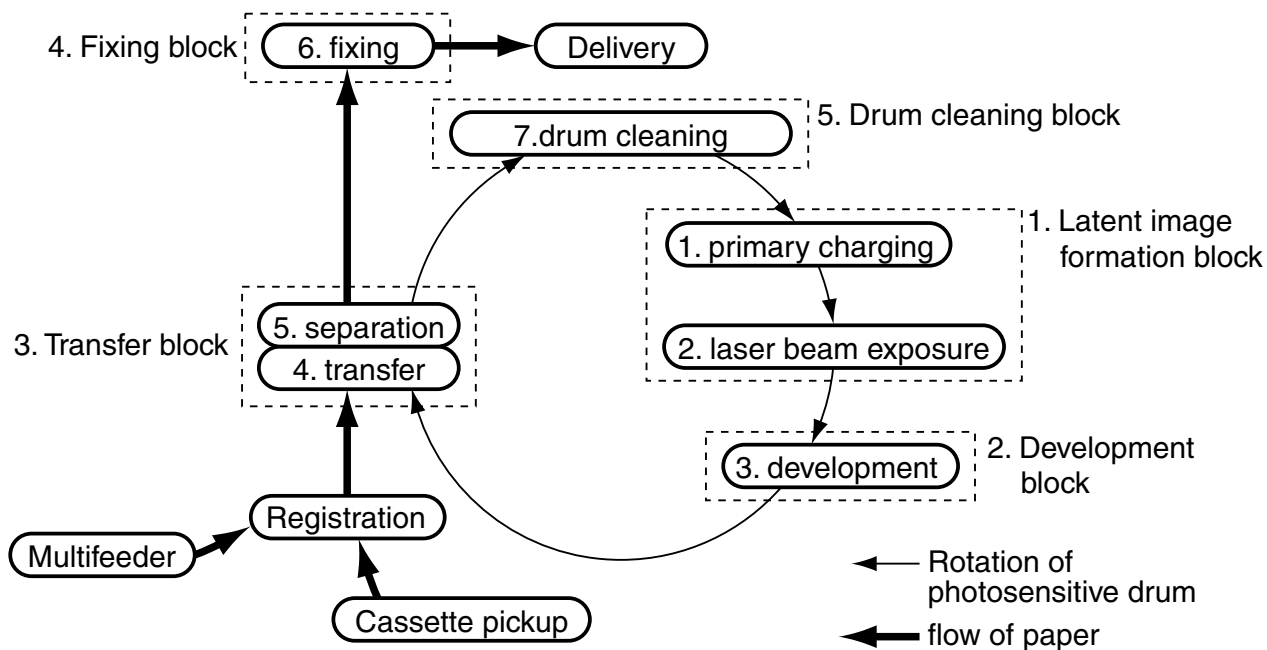 4. Fixing block
6. fixing
Delivery
7.drum cleaning
5. Drum cleaning block
1. primary charging
1. Latent image
formation block
2. laser beam exposure
3. Transfer block
5. separation
4. transfer
3. development
2. Development
block
Registration
Multifeeder
Cassette pickup
Rotation of
photosensitive drum
flow of paper